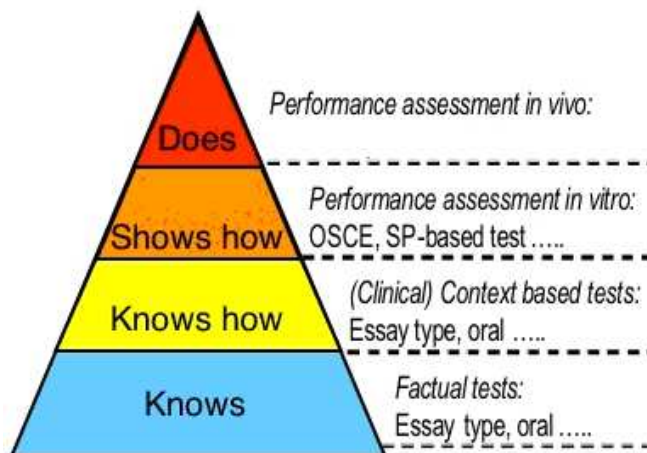 Performance assessment in vivo:
Does
Performance assessment in vitro:
Shows how
OSCE, SP-based test …..
(Clinical) Context based tests:
Knows how
Essay type, oral …..
Factual tests:
Knows
Essay type, oral …..